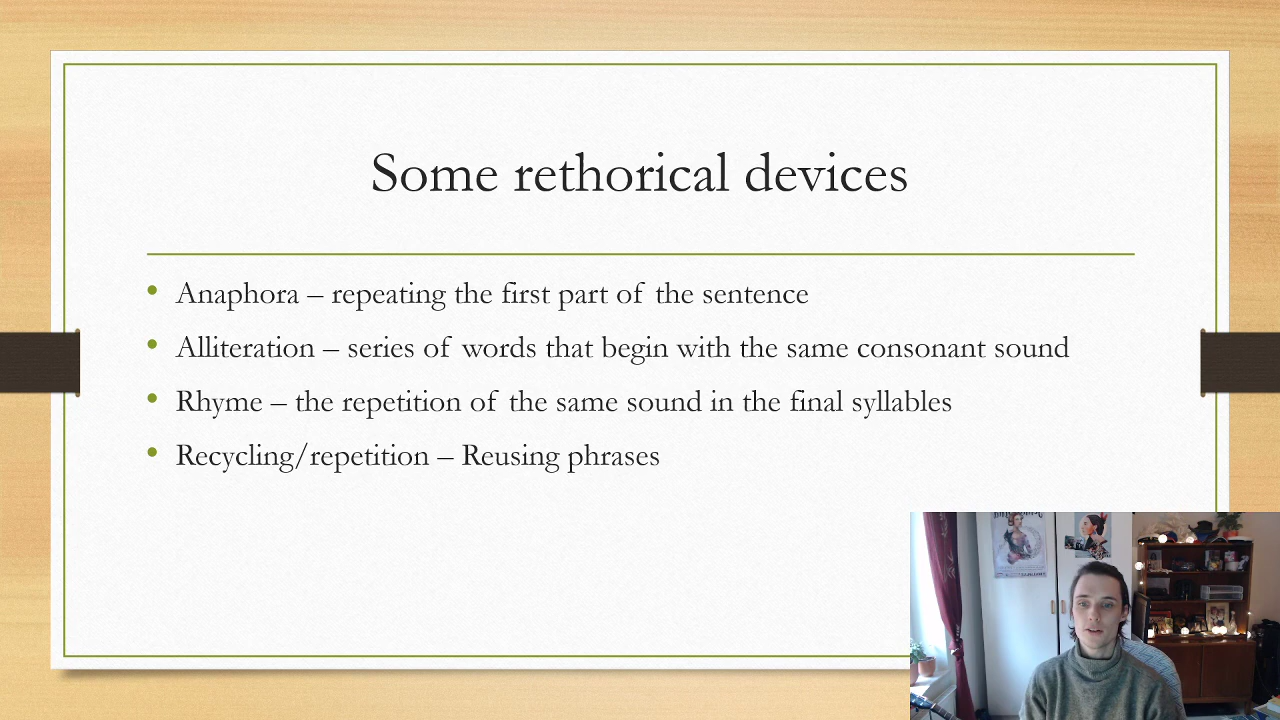 Some rethorical devices
• Anaphora – repeating the first part of the sentence
• Alliteration – series of words that begin with the same consonant sound
• Rhyme – the repetition of the same sound in the final syllables
• Recycling/repetition – Reusing phrases